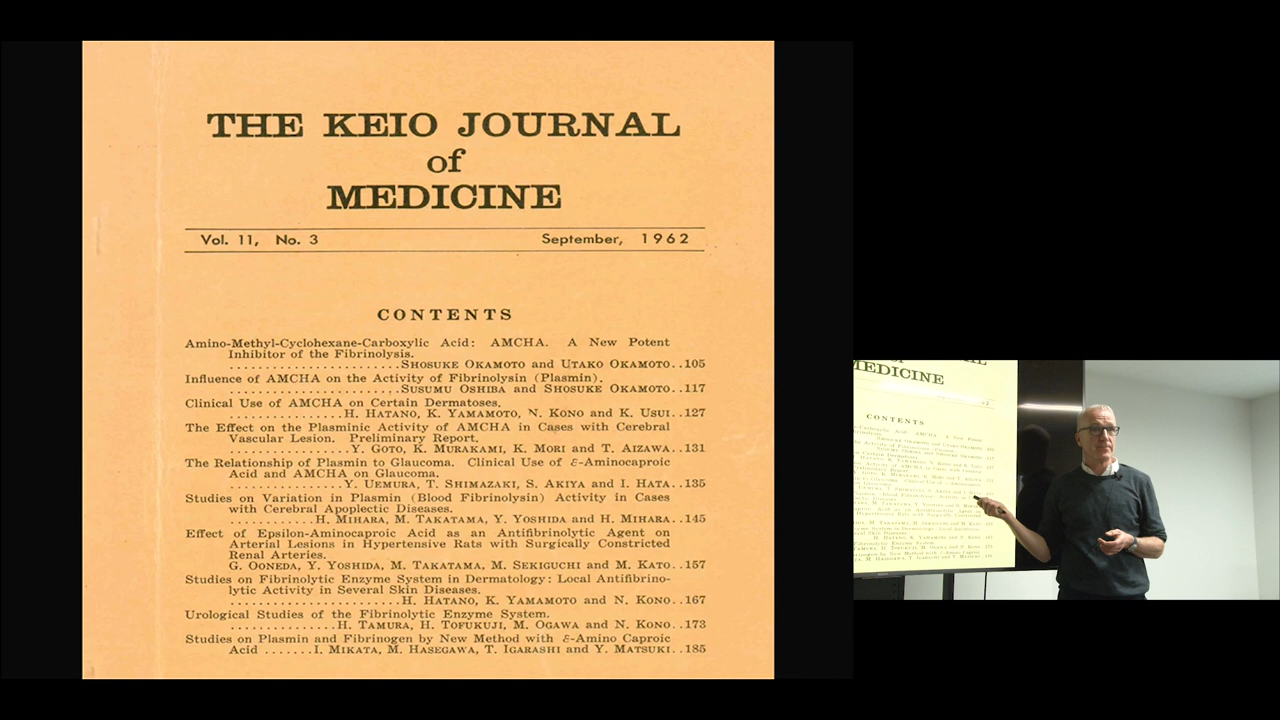 THE KEIO JOURNAL
of
MEDICINE
Vol. 11, No. 3 September, 1962
CONTENTS
Amino-Methyl-Cyclohexane-Carboxylic Acid: AMCHA. A New Potent
Inhibitor of the Fibrinolysis.
........................SHOSUKE OKAMOTO and UTAKO OKAMOTO..105
Influence of AMCHA on the Activity of Fibrinolysin (Plasmin).
........................SUSUMU OSHIBA and SHOSUKE OKAMOTO..117
Clinical Use of AMCHA on Certain Dermatoses.
................H. HATANO, K. YAMAMOTO, N. KONO and K. USUI..127
The Effect on the Plasminic Activity of AMCHA in Cases with Cerebral
Vascular Lesion. Preliminary Report.
.................Y. GOTO, K. MURAKAMI, K. MORI and T. AIZAWA..131
The Relationship of Plasmin to Glaucoma. Clinical Use of ε-Aminocaproic
Acid and AMCHA on Glaucoma.
................Y. UEMURA, T. SHIMAZAKI, S. AKIYA and I. HATA..135
Studies on Variation in Plasmin (Blood Fibrinolysin) Activity in Cases
with Cerebral Apoplectic Diseases.
............H. MIHARA, M. TAKATAMA, Y. YOSHIDA and H. MIHARA..145
Effect of Epsilon-Aminocaproic Acid as an Antifibrinolytic Agent on
Arterial Lesions in Hypertensive Rats with Surgically Constricted
Renal Arteries.
G. OONEDA, Y. YOSHIDA, M. TAKATAMA, M. SEKIGUCHI and M. KATO..157
Studies on Fibrinolytic Enzyme System in Dermatology: Local Antifibrino-
lytic Activity in Several Skin Diseases.
........................H. HATANO, K. YAMAMOTO and N. KONO..167
Urological Studies of the Fibrinolytic Enzyme System.
...............H. TAMURA, H. TOFUKUJI, M. OGAWA and N. KONO..173
Studies on Plasmin and Fibrinogen by New Method with ε-Amino Caproic
Acid .......I. MIKATA, M. HASEGAWA, T. IGARASHI and Y. MATSUKI..185
MEDICINE
CONTENTS